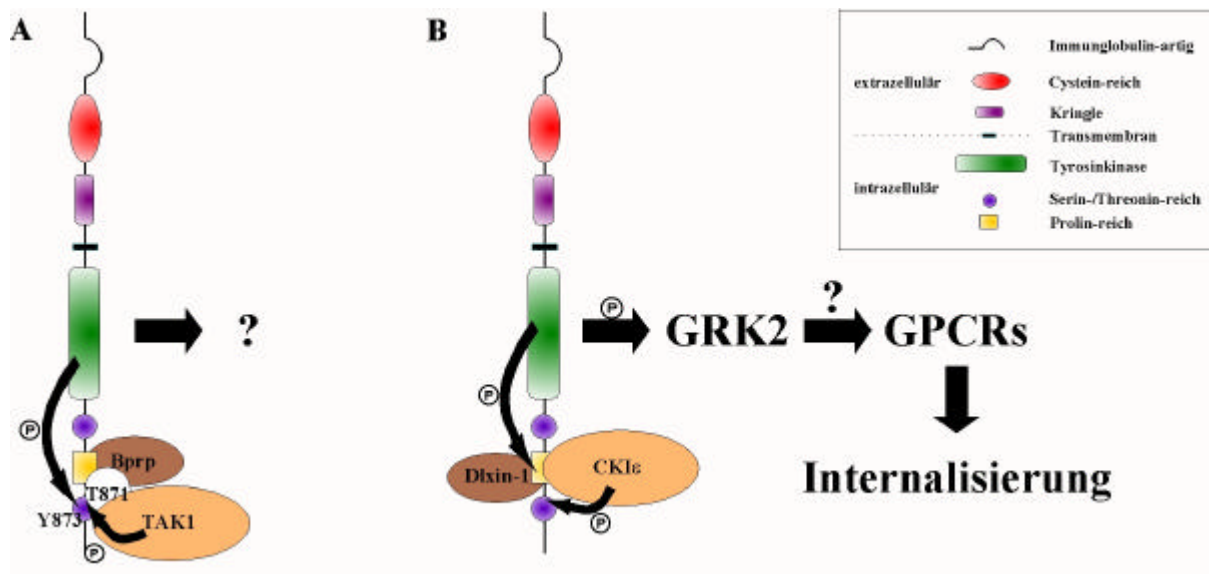 A
B
Immunglobulin-artig
extrazellulär
Cystein-reich
Kringle
Transmembran
Tyrosinkinase
intrazellulär
Serin-/Threonin-reich
Prolin-reich
?
P
GRK2
?
GPCRs
P
P
Bprp
T871
Y873
TAK1
P
Dlxin-1
CKIε
P
Internalisierung